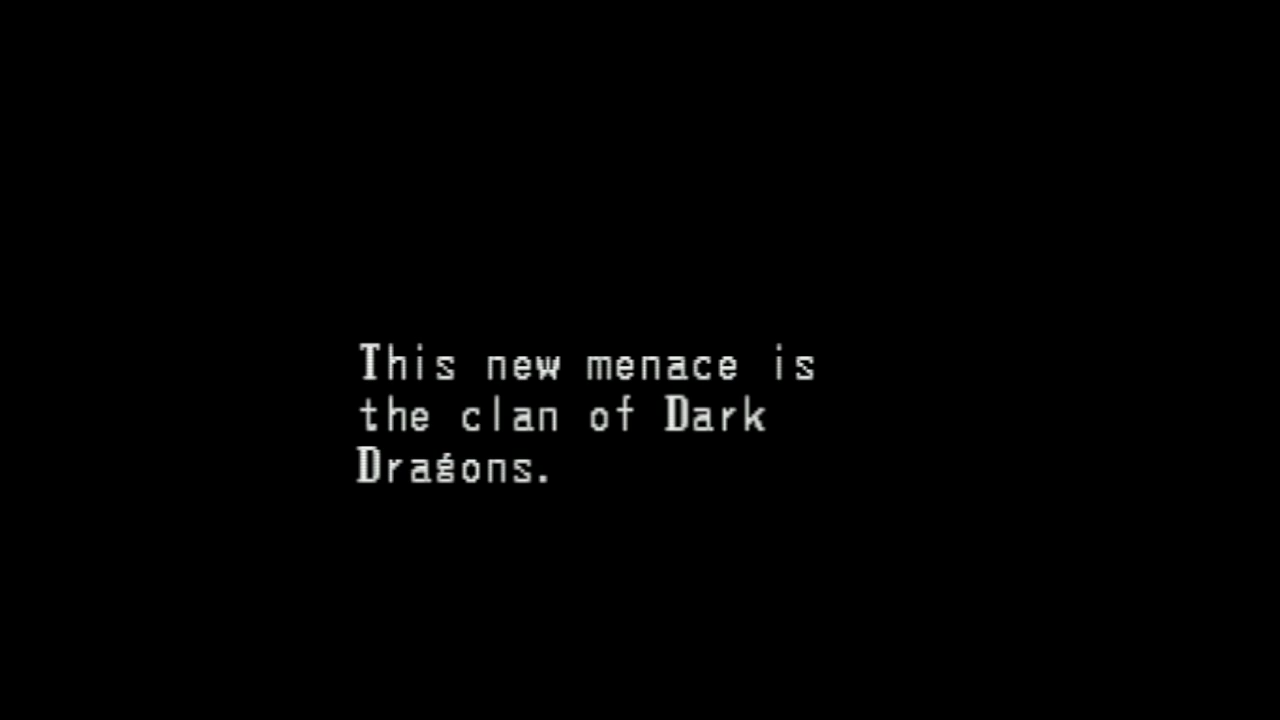 This new menace is
the clan of Dark
Dragons.